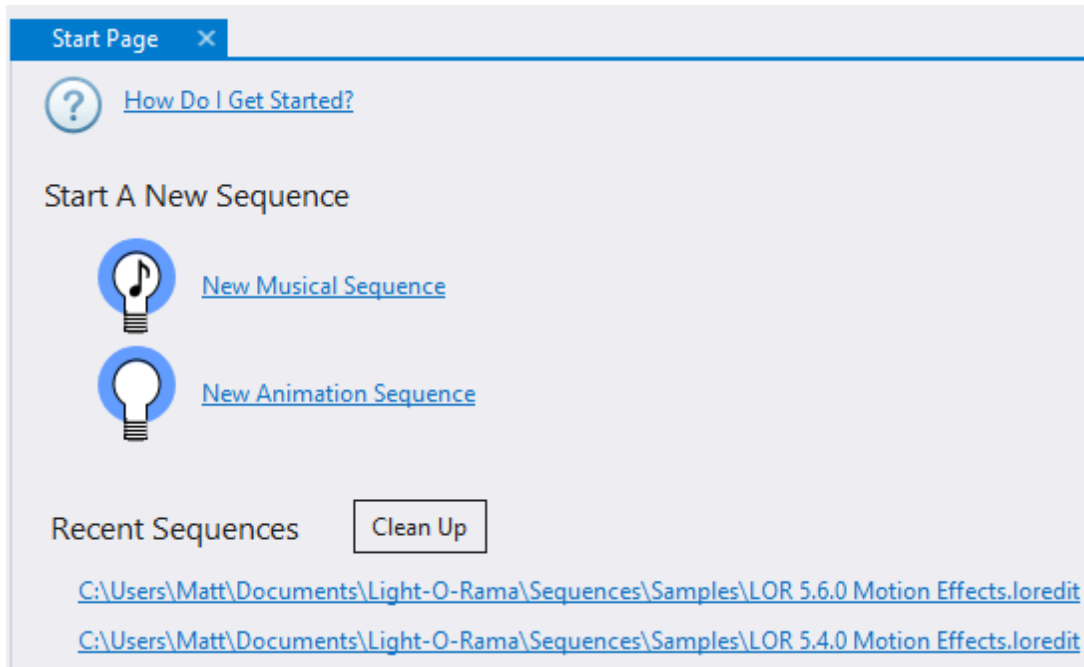 Start Page
How Do I Get Started?
Start A New Sequence
New Musical Sequence
New Animation Sequence
Recent Sequences Clean Up
C:\Users\Matt\Documents\Light-O-Rama\Sequences\Samples\LOR 5.6.0 Motion Effects.loredit
C:\Users\Matt\Documents\Light-O-Rama\Sequences\Samples\LOR 5.4.0 Motion Effects.loredit